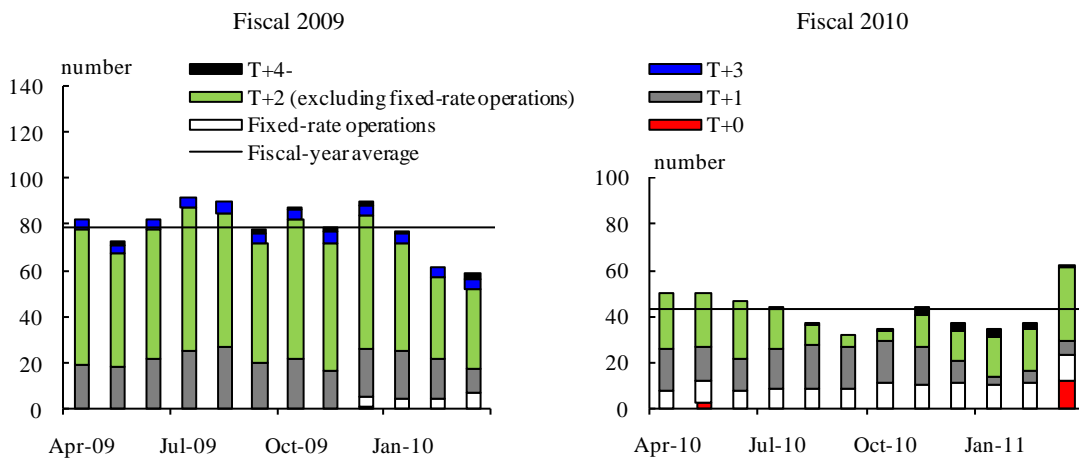 Fiscal 2009
Fiscal 2010
number
T+4-
T+2 (excluding fixed-rate operations)
Fixed-rate operations
Fiscal-year average
T+3
T+1
T+0
number
140
120
100
80
60
40
20
0
Apr-09 Jul-09 Oct-09 Jan-10
100
80
60
40
20
0
Apr-10 Jul-10 Oct-10 Jan-11